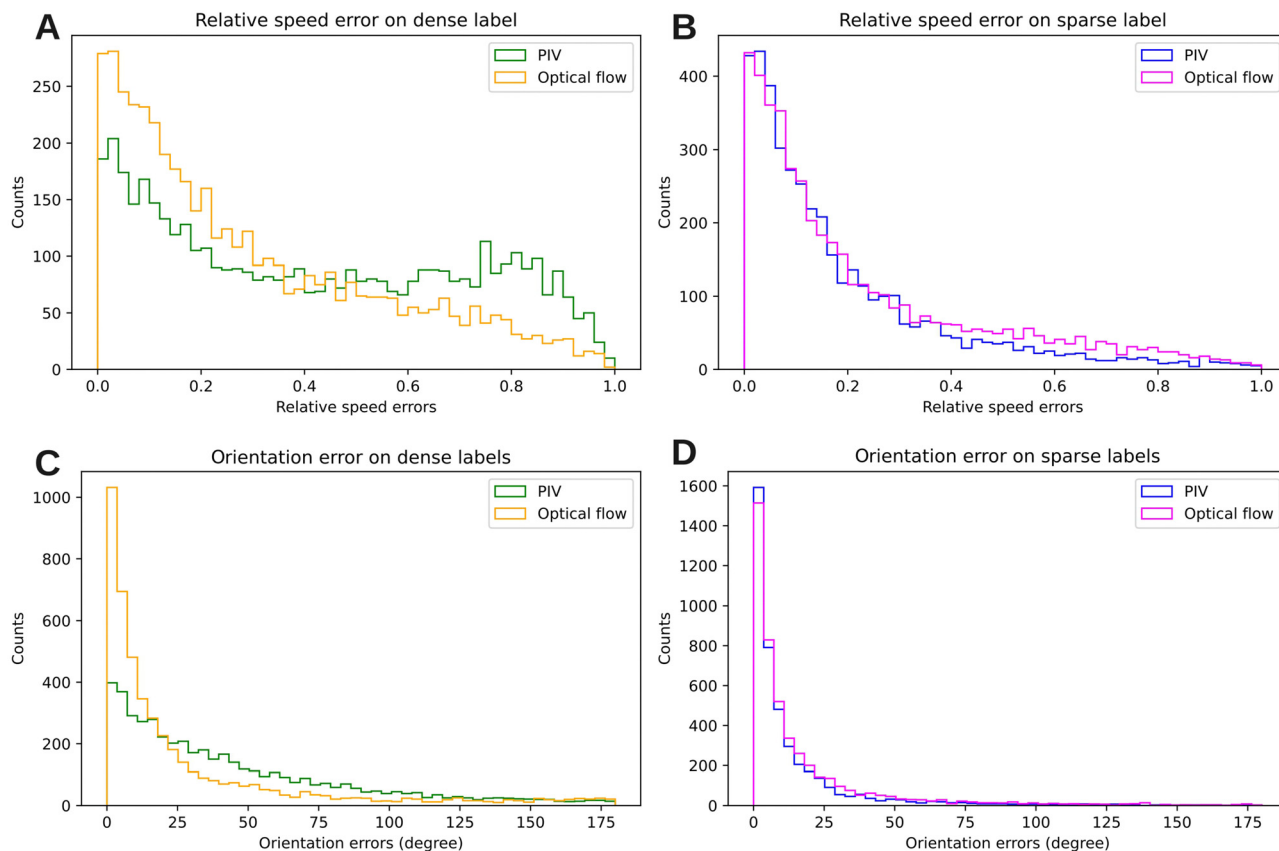 A
Relative speed error on dense label
PIV
Optical flow
250
200
150
100
50
0
Counts
0.0 0.2 0.4 0.6 0.8 1.0
Relative speed errors
B
Relative speed error on sparse label
PIV
Optical flow
400
300
200
100
0
Counts
0.0 0.2 0.4 0.6 0.8 1.0
Relative speed errors
C
Orientation error on dense labels
PIV
Optical flow
1000
800
600
400
200
0
Counts
0 25 50 75 100 125 150 175
Orientation errors (degree)
D
Orientation error on sparse labels
PIV
Optical flow
1600
1400
1200
1000
800
600
400
200
0
Counts
0 25 50 75 100 125 150 175
Orientation errors (degree)